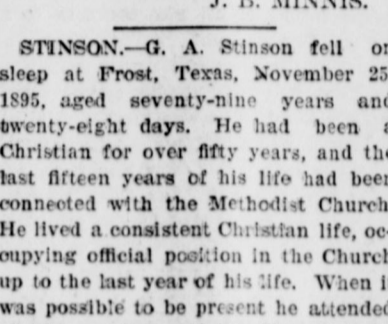 J. B. MINNIS.
STINSON.—G. A. Stinson fell on
sleep at Frost, Texas, November 25
1895, aged seventy-nine years and
twenty-eight days. He had been a
Christian for over fifty years, and the
last fifteen years of his life had been
connected with the Methodist Church
He lived a consistent Christian life, oc-
cupying official position in the Church
up to the last year of his life. When i
was possible to be present he attended